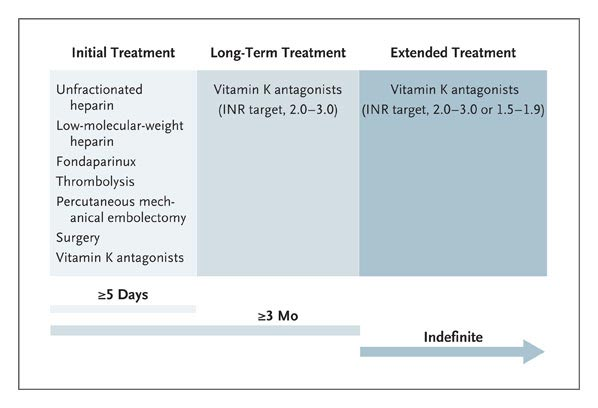 Initial Treatment
Long-Term Treatment
Extended Treatment
Unfractionated
heparin
Low-molecular-weight
heparin
Fondaparinux
Thrombolysis
Percutaneous mech-
anical embolectomy
Surgery
Vitamin K antagonists
Vitamin K antagonists
(INR target, 2.0–3.0)
Vitamin K antagonists
(INR target, 2.0–3.0 or 1.5–1.9)
≥5 Days
≥3 Mo
Indefinite